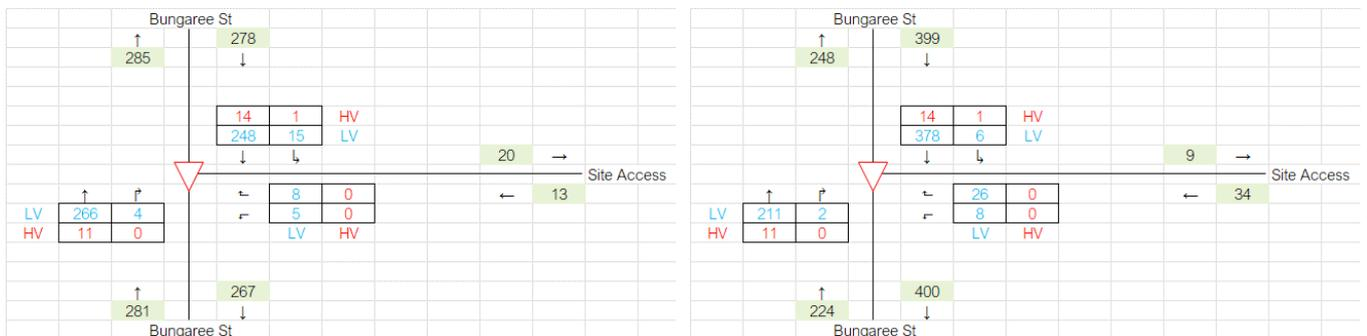 Bungaree St
278
285
14 1 HV
248 15 LV
20
Site Access
8 0
13
LV 266 4
5 0
HV 11 0
LV HV
267
281
Bungaree St
Bungaree St
399
248
14 1 HV
378 6 LV
9
Site Access
26 0
34
LV 211 2
8 0
HV 11 0
LV HV
400
224
Bungaree St